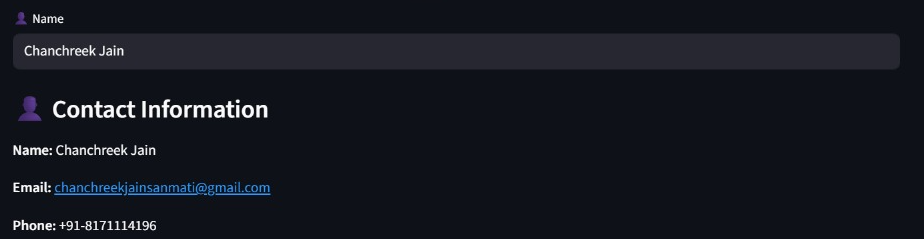 Name
Chanchreek Jain
Contact Information
Name: Chanchreek Jain
Email: chanchreekjainsanmati@gmail.com
Phone: +91-8171114196